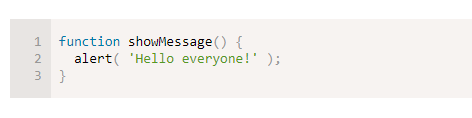 1 function showMessage() {
2   alert( 'Hello everyone!' );
3 }